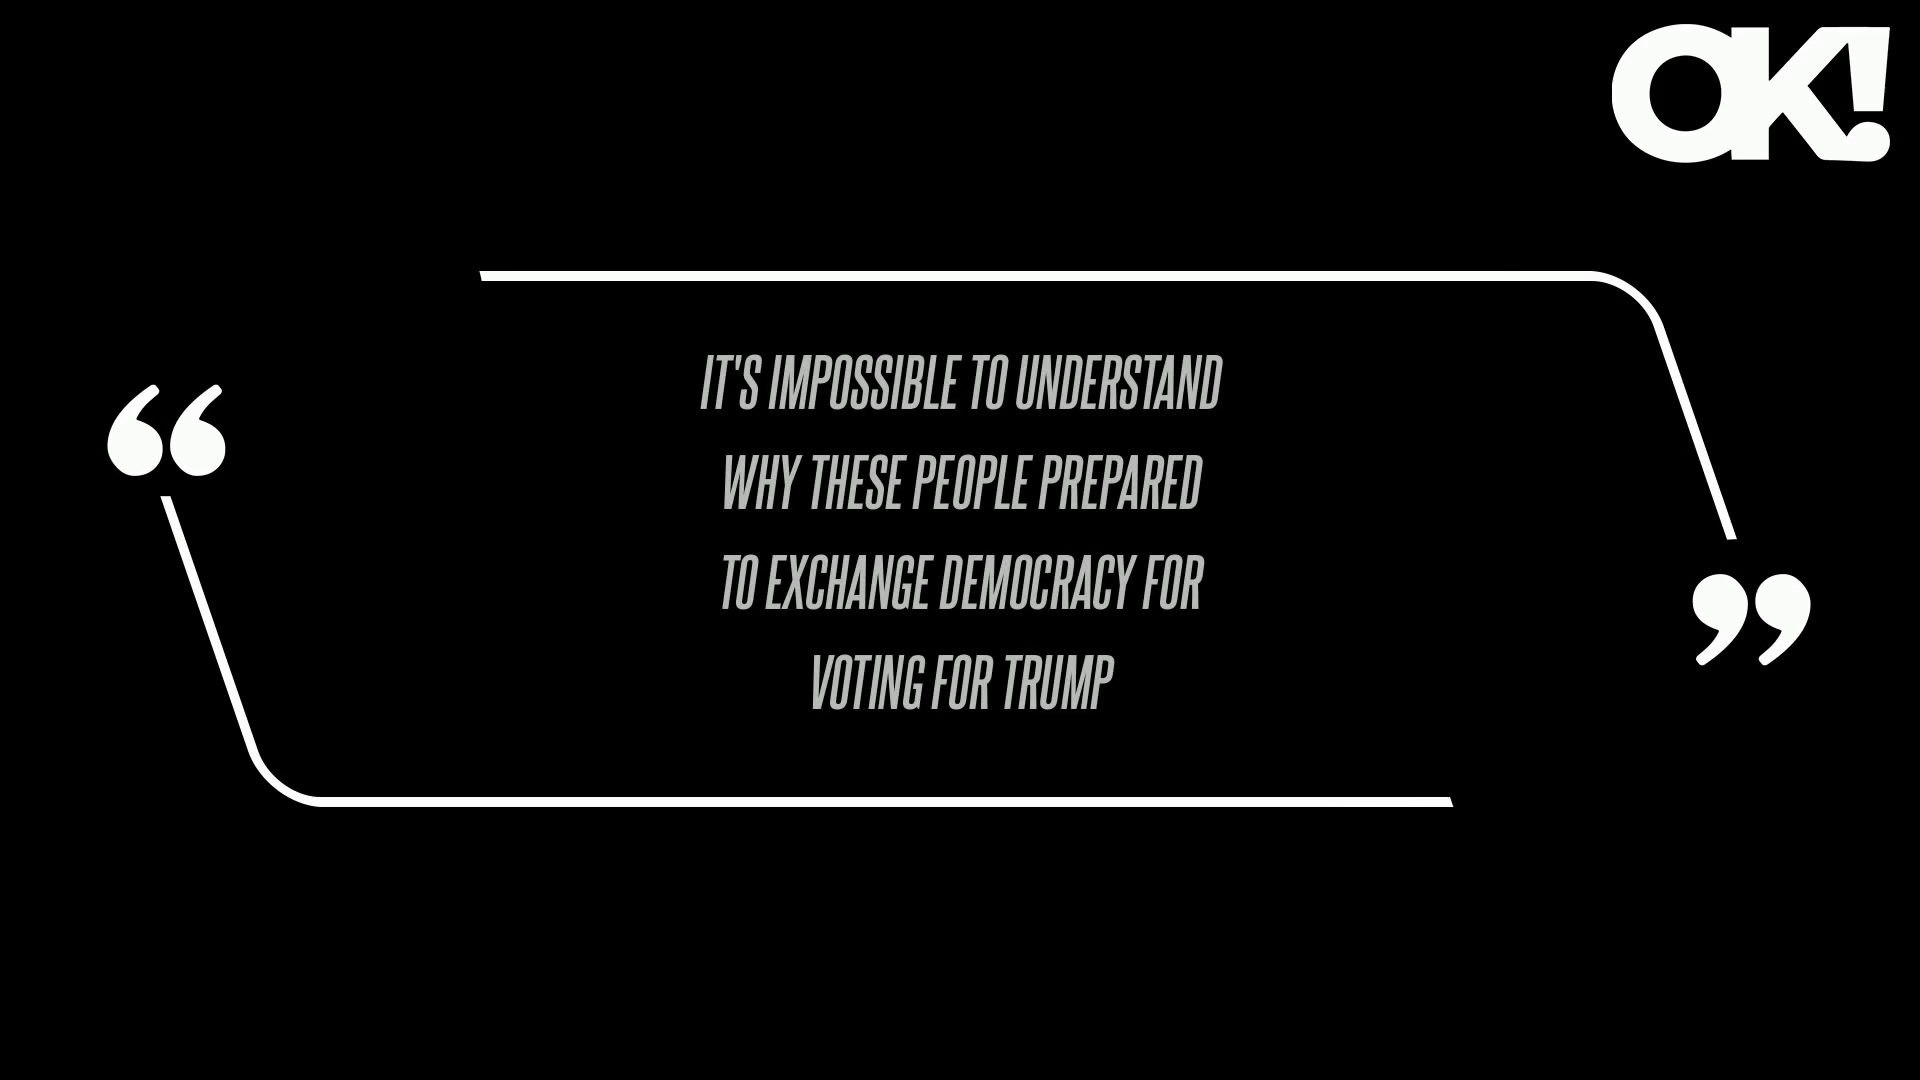 OK!
“
IT'S IMPOSSIBLE TO UNDERSTAND
WHY THESE PEOPLE PREPARED
TO EXCHANGE DEMOCRACY FOR
VOTING FOR TRUMP
”